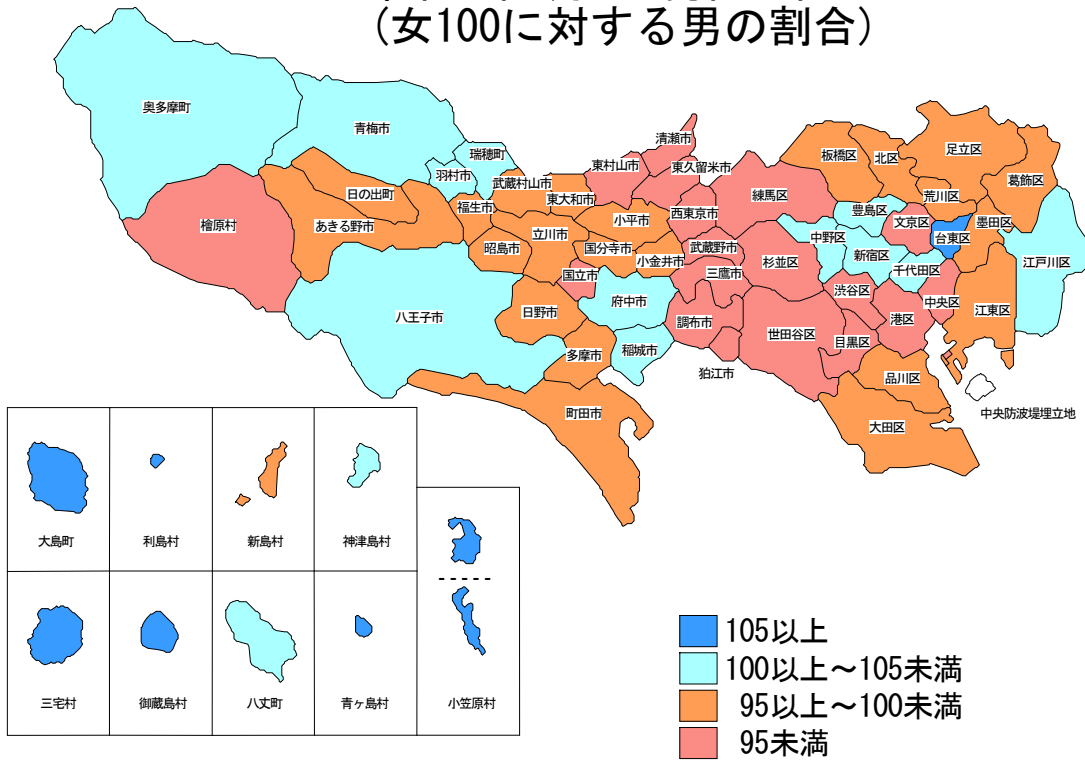 （女100に対する男の割合）
奥多摩町
青梅市
瑞穂町
羽村市
武蔵村山市
東大和市
東村山市
清瀬市
東久留米市
日の出町
福生市
あきる野市
檜原村
昭島市
立川市
小平市
国分寺市
小金井市
西東京市
武蔵野市
国立市
三鷹市
府中市
調布市
八王子市
日野市
多摩市
稲城市
狛江市
町田市
練馬区
板橋区
北区
足立区
葛飾区
荒川区
豊島区
文京区
台東区
墨田区
中野区
新宿区
千代田区
江戸川区
杉並区
渋谷区
中央区
港区
江東区
世田谷区
目黒区
品川区
大田区
中央防波堤埋立地
大島町
利島村
新島村
神津島村
三宅村
御蔵島村
八丈町
青ヶ島村
小笠原村
105以上
100以上～105未満
95以上～100未満
95未満